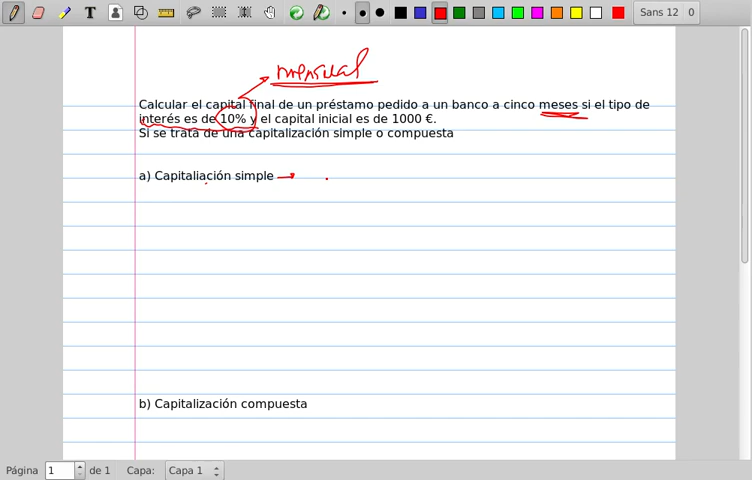 T
Sans 12 0
mensual
Calcular el capital final de un préstamo pedido a un banco a cinco meses si el tipo de
interés es de 10% y el capital inicial es de 1000 €.
Si se trata de una capitalización simple o compuesta
a) Capitaliación simple
b) Capitalización compuesta
Página 1 de 1 Capa: Capa 1